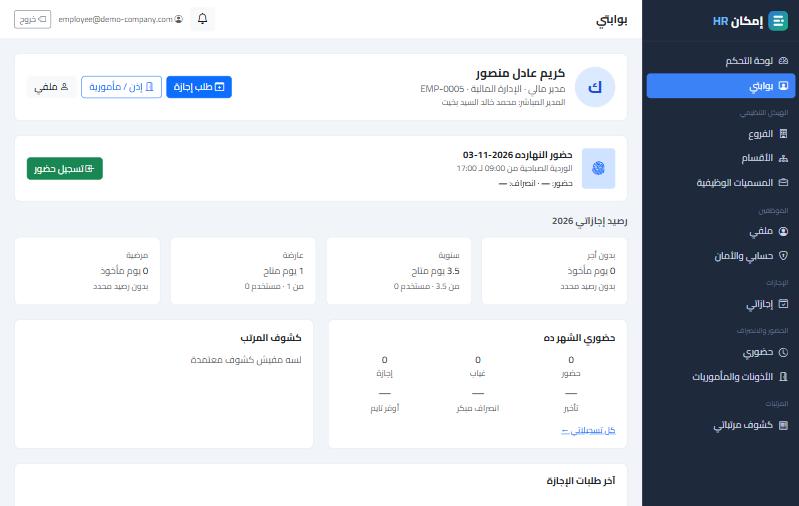 إمكان HR
لوحة التحكم
بوابتي
الهيكل التنظيمي
الفروع
الأقسام
المسميات الوظيفية
الموظفين
ملفي
حسابي والأمان
الإجازات
إجازاتي
الحضور والانصراف
حضوري
الأذونات والمأموريات
المرتبات
كشوف مرتباتي
بوابتي
employee@demo-company.com
خروج
ك
كريم عادل منصور
مدير مالي · الإدارة المالية · EMP-0005
المدير المباشر: محمد خالد السيد بخيت
طلب إجازة
إذن / مأمورية
ملفي
حضور النهارده 2026-11-03
الوردية الصباحية من 09:00 لـ 17:00
حضور: — · انصراف: —
تسجيل حضور
رصيد إجازاتي 2026
بدون أجر
0 يوم مأخوذ
بدون رصيد محدد
سنوية
3.5 يوم متاح
من 3.5 · مستخدم 0
عارضة
1 يوم متاح
من 1 · مستخدم 0
مرضية
0 يوم مأخوذ
بدون رصيد محدد
حضوري الشهر ده
0
حضور
0
غياب
0
إجازة
—
تأخير
—
انصراف مبكر
—
أوفر تايم
كل تسجيلاتي ←
كشوف المرتب
لسه مفيش كشوف معتمدة
آخر طلبات الإجازة